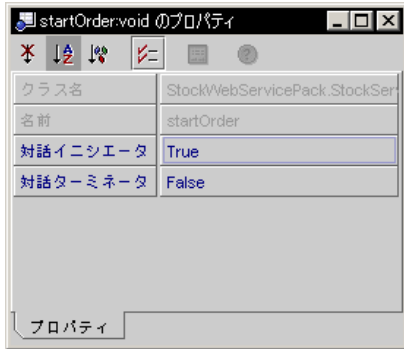 startOrder:void のプロパティ
クラス名 StockWebServicePack.StockSer
名前 startOrder
対話イニシエータ True
対話ターミネータ False
プロパティ